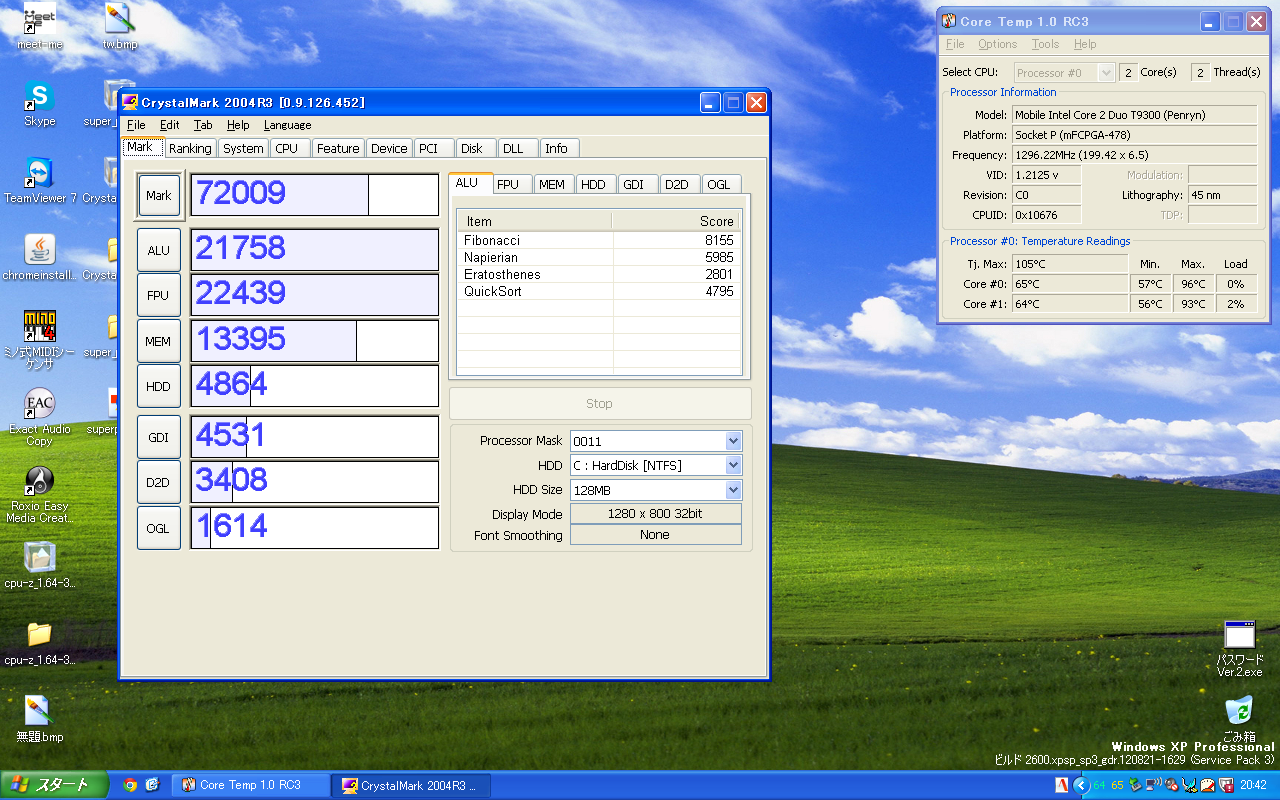 meet-me
tw.bmp
Skype
super_
TeamViewer 7
Crysta
chromeinstall...
Crysta
MIDI
ミノ式MIDIシー
ケンサ
super_
EAC
Exact Audio
Copy
superp
Roxio Easy
Media Creat...
cpu-z_1.64-3...
cpu-z_1.64-3...
無題.bmp
CrystalMark 2004R3 [0.9.126.452]
File Edit Tab Help Language
Mark Ranking System CPU Feature Device PCI Disk DLL Info
Mark 72009
ALU 21758
FPU 22439
MEM 13395
HDD 4864
GDI 4531
D2D 3408
OGL 1614
ALU FPU MEM HDD GDI D2D OGL
Item Score
Fibonacci 8155
Napierian 5985
Eratosthenes 2801
QuickSort 4795
Stop
Processor Mask 0011
HDD C : HardDisk [NTFS]
HDD Size 128MB
Display Mode 1280 x 800 32bit
Font Smoothing None
Core Temp 1.0 RC3
File Options Tools Help
Select CPU: Processor #0 2 Core(s) 2 Thread(s)
Processor Information
Model: Mobile Intel Core 2 Duo T9300 (Penryn)
Platform: Socket P (mFCPGA-478)
Frequency: 1296.22MHz (199.42 x 6.5)
VID: 1.2125 v Modulation:
Revision: C0 Lithography: 45 nm
CPUID: 0x10676 TDP:
Processor #0: Temperature Readings
Tj. Max: 105°C Min. Max. Load
Core #0: 65°C 57°C 96°C 0%
Core #1: 64°C 56°C 93°C 2%
パスワード
Ver.2.exe
ごみ箱
Windows XP Professional
ビルド 2600.xpsp_sp3_gdr.120821-1629 (Service Pack 3)
スタート
Core Temp 1.0 RC3
CrystalMark 2004R3 ...
A 64 65 20:42